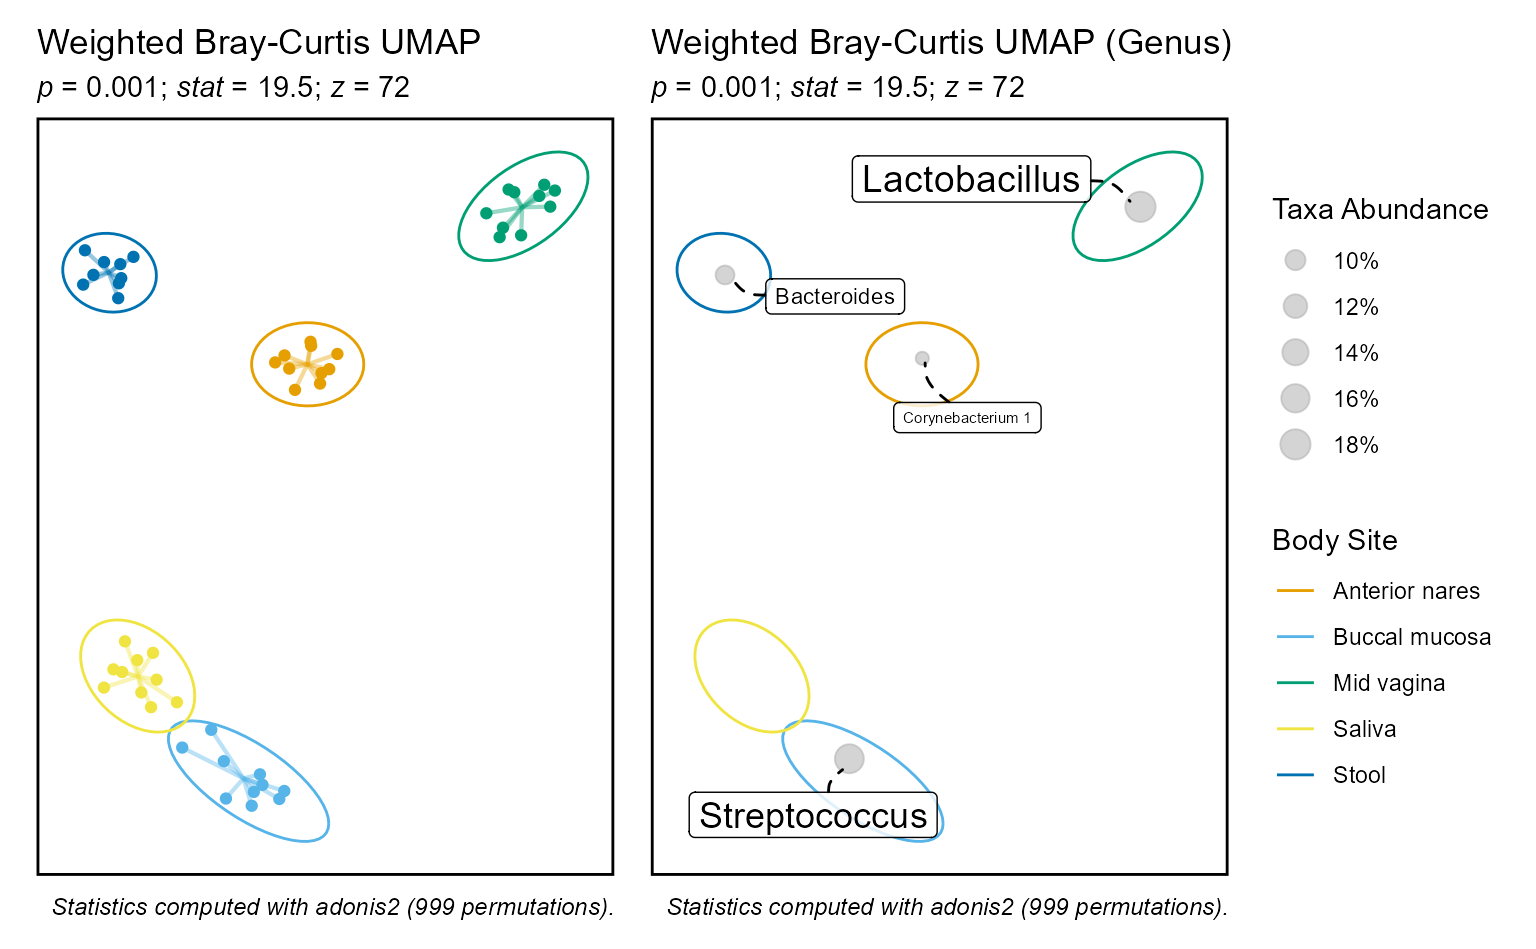 Weighted Bray-Curtis UMAP
p = 0.001; stat = 19.5; z = 72
Statistics computed with adonis2 (999 permutations).
Weighted Bray-Curtis UMAP (Genus)
p = 0.001; stat = 19.5; z = 72
Lactobacillus
Bacteroides
Corynebacterium 1
Streptococcus
Statistics computed with adonis2 (999 permutations).
Taxa Abundance
10%
12%
14%
16%
18%
Body Site
Anterior nares
Buccal mucosa
Mid vagina
Saliva
Stool